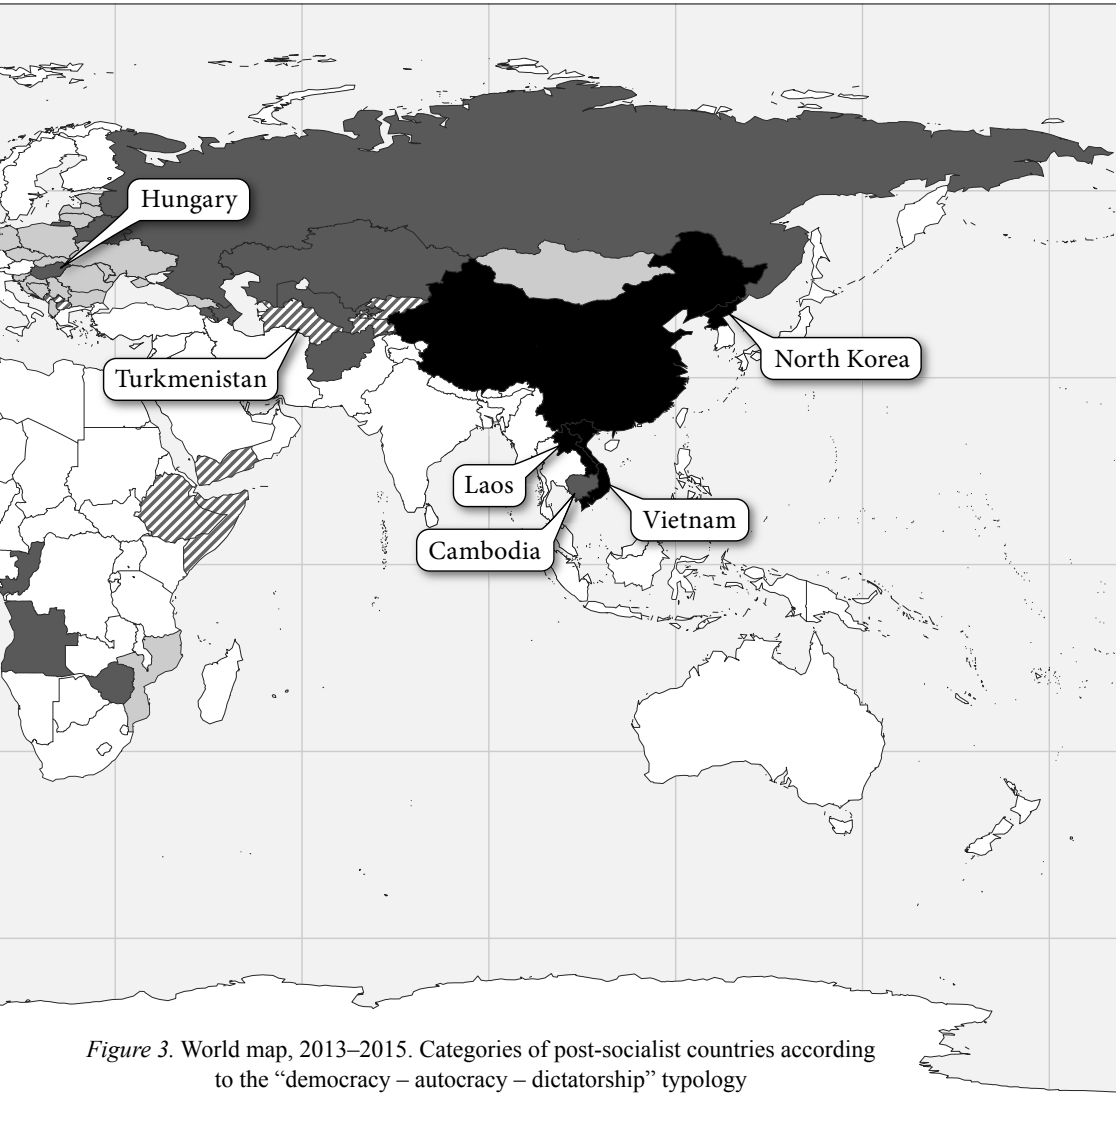 Hungary
Turkmenistan
North Korea
Laos
Vietnam
Cambodia
Figure 3. World map, 2013–2015. Categories of post-socialist countries according
to the “democracy – autocracy – dictatorship” typology